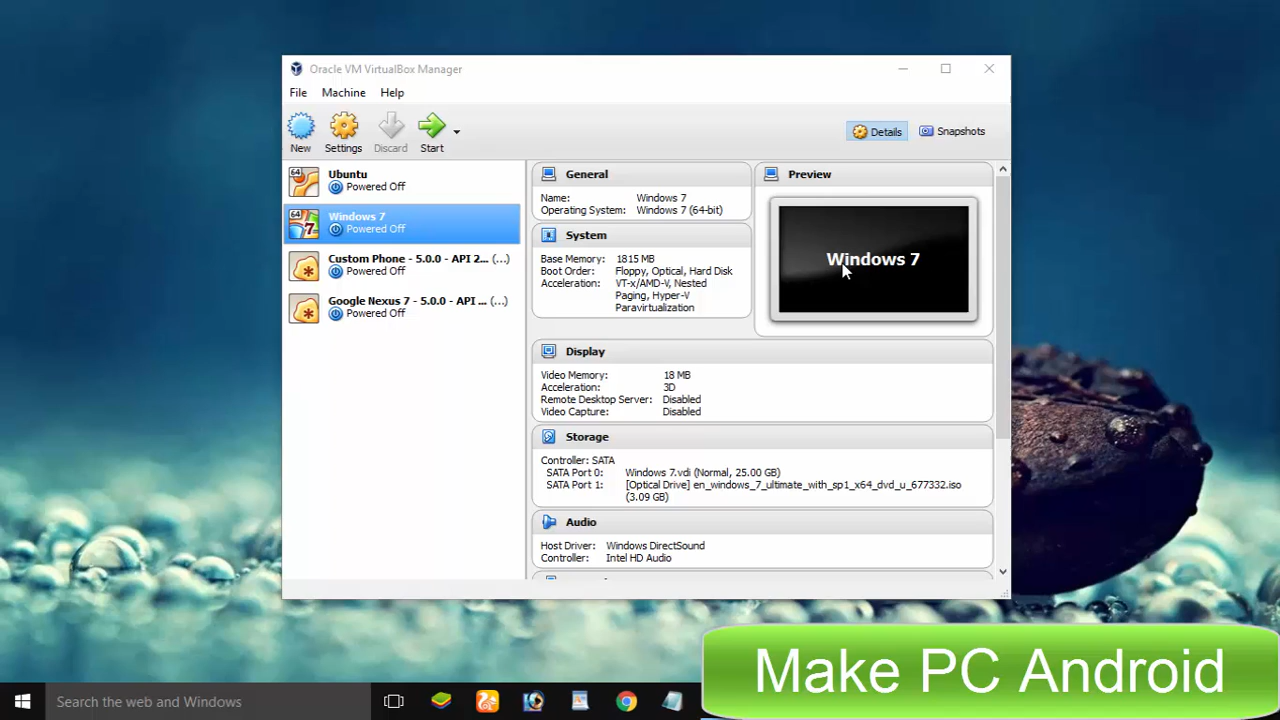 Oracle VM VirtualBox Manager
File Machine Help
New Settings Discard Start Details Snapshots
64 Ubuntu
Powered Off
64 7 Windows 7
Powered Off
Custom Phone - 5.0.0 - API 2... (...)
Powered Off
Google Nexus 7 - 5.0.0 - API ... (...)
Powered Off
General
Name: Windows 7
Operating System: Windows 7 (64-bit)
System
Base Memory: 1815 MB
Boot Order: Floppy, Optical, Hard Disk
Acceleration: VT-x/AMD-V, Nested
Paging, Hyper-V
Paravirtualization
Preview
Windows 7
Display
Video Memory: 18 MB
Acceleration: 3D
Remote Desktop Server: Disabled
Video Capture: Disabled
Storage
Controller: SATA
SATA Port 0: Windows 7.vdi (Normal, 25.00 GB)
SATA Port 1: [Optical Drive] en_windows_7_ultimate_with_sp1_x64_dvd_u_677332.iso
(3.09 GB)
Audio
Host Driver: Windows DirectSound
Controller: Intel HD Audio
Search the web and Windows
Make PC Android